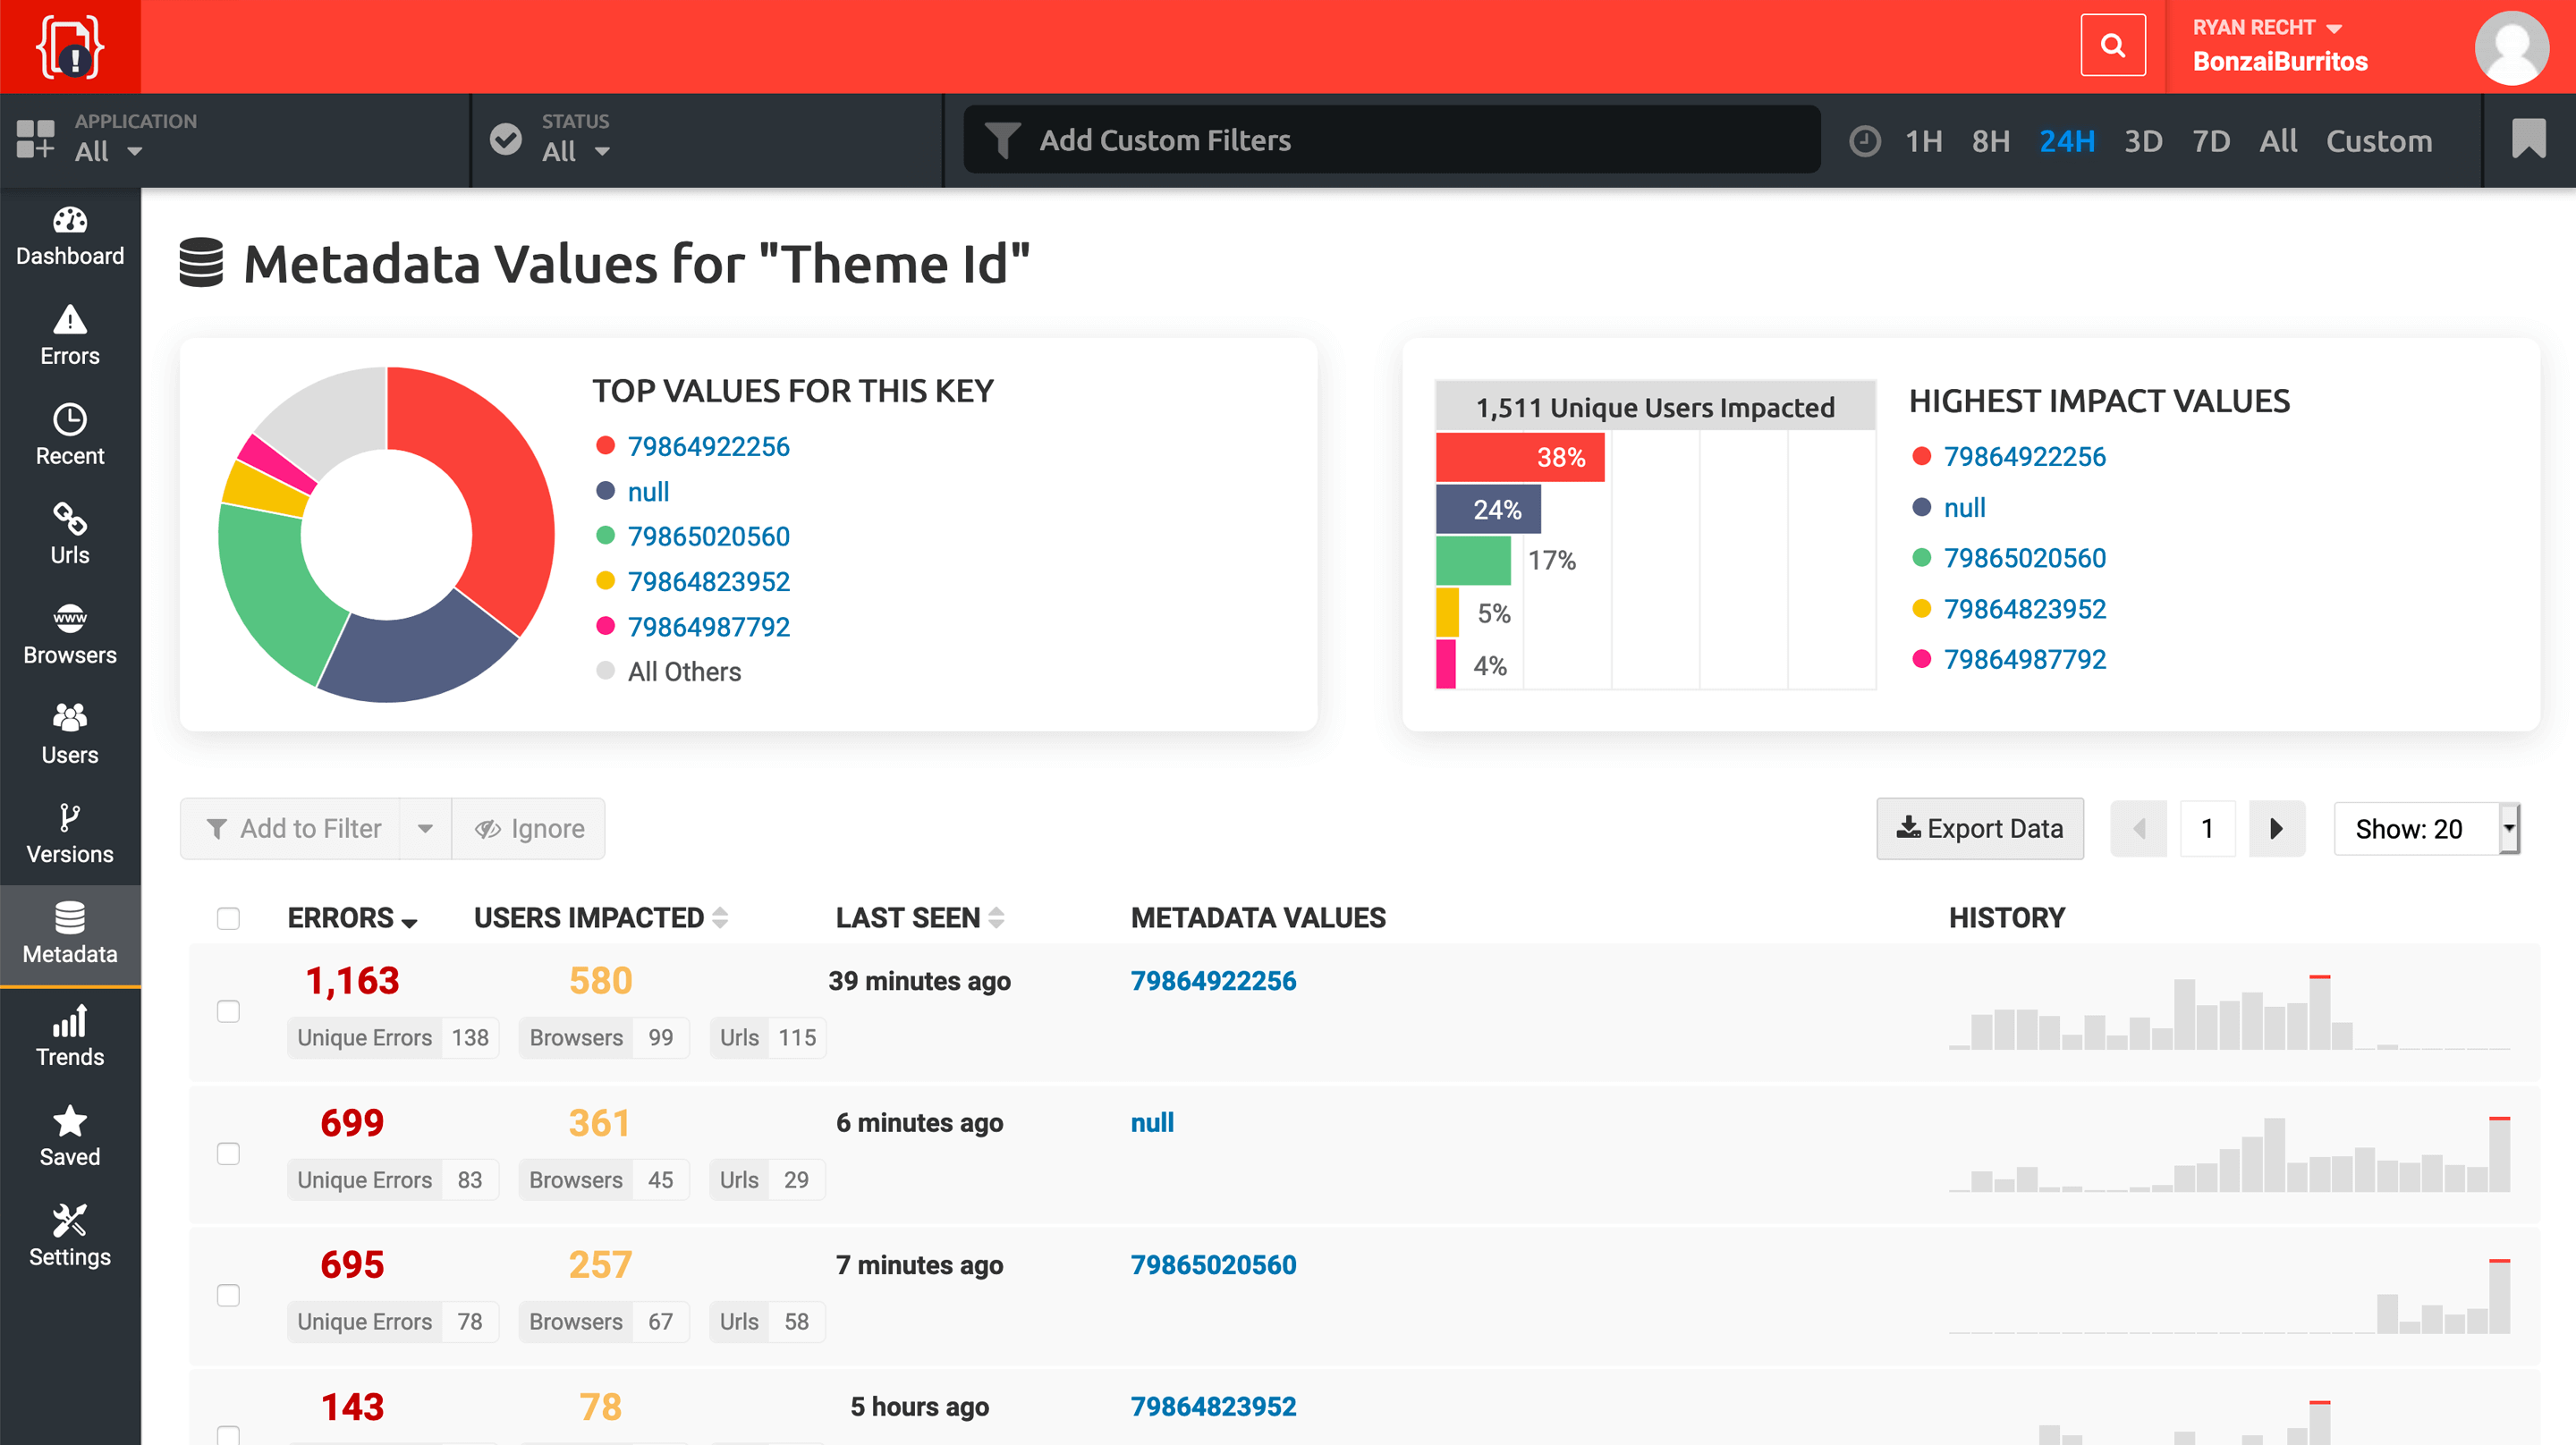 RYAN RECHT
BonzaiBurritos
APPLICATION
All
STATUS
All
Add Custom Filters
1H 8H 24H 3D 7D All Custom
Dashboard
Errors
Recent
Urls
www
Browsers
Users
Versions
Metadata
Trends
Saved
Settings
Metadata Values for "Theme Id"
TOP VALUES FOR THIS KEY
79864922256
null
79865020560
79864823952
79864987792
All Others
1,511 Unique Users Impacted
38%
24%
17%
5%
4%
HIGHEST IMPACT VALUES
79864922256
null
79865020560
79864823952
79864987792
Add to Filter Ignore
Export Data 1 Show: 20
ERRORS USERS IMPACTED LAST SEEN METADATA VALUES HISTORY
1,163 580 39 minutes ago 79864922256
Unique Errors 138 Browsers 99 Urls 115
699 361 6 minutes ago null
Unique Errors 83 Browsers 45 Urls 29
695 257 7 minutes ago 79865020560
Unique Errors 78 Browsers 67 Urls 58
143 78 5 hours ago 79864823952